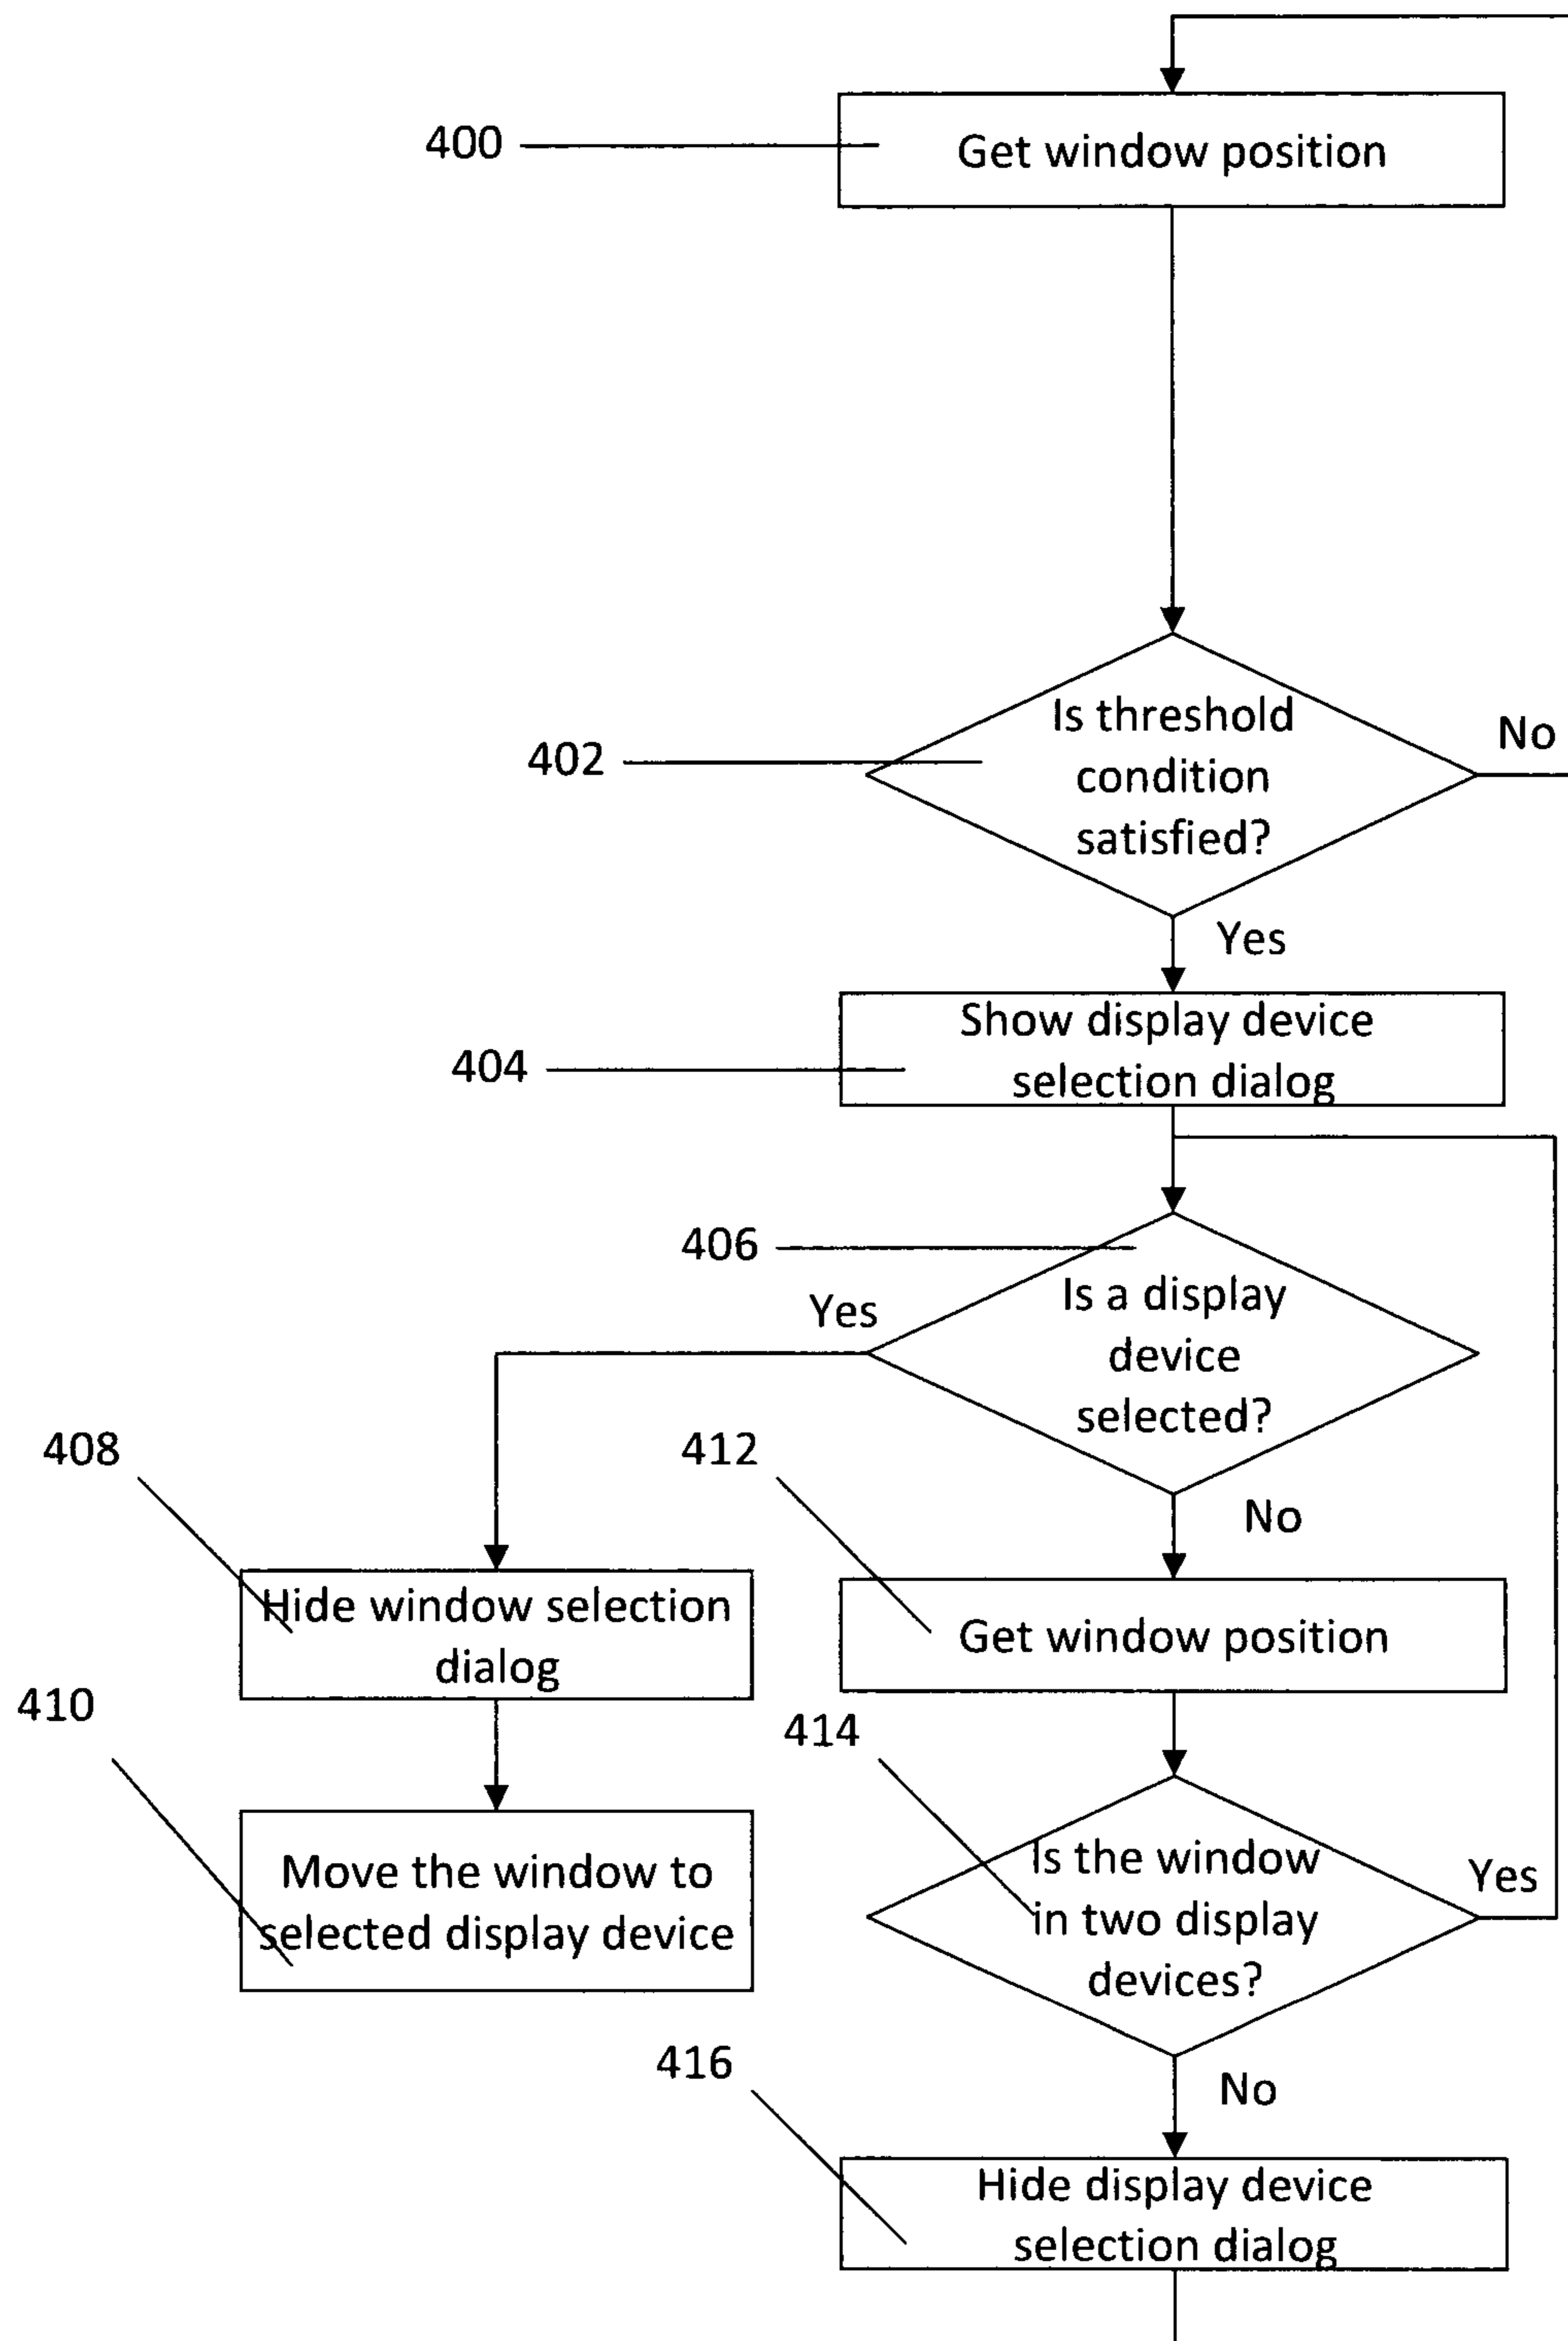 400
Get window position
402
Is threshold
condition
satisfied?
No
Yes
404
Show display device
selection dialog
406
Is a display
device
selected?
Yes
No
408
Hide window selection
dialog
412
Get window position
410
Move the window to
selected display device
414
Is the window
in two display
devices?
Yes
No
416
Hide display device
selection dialog